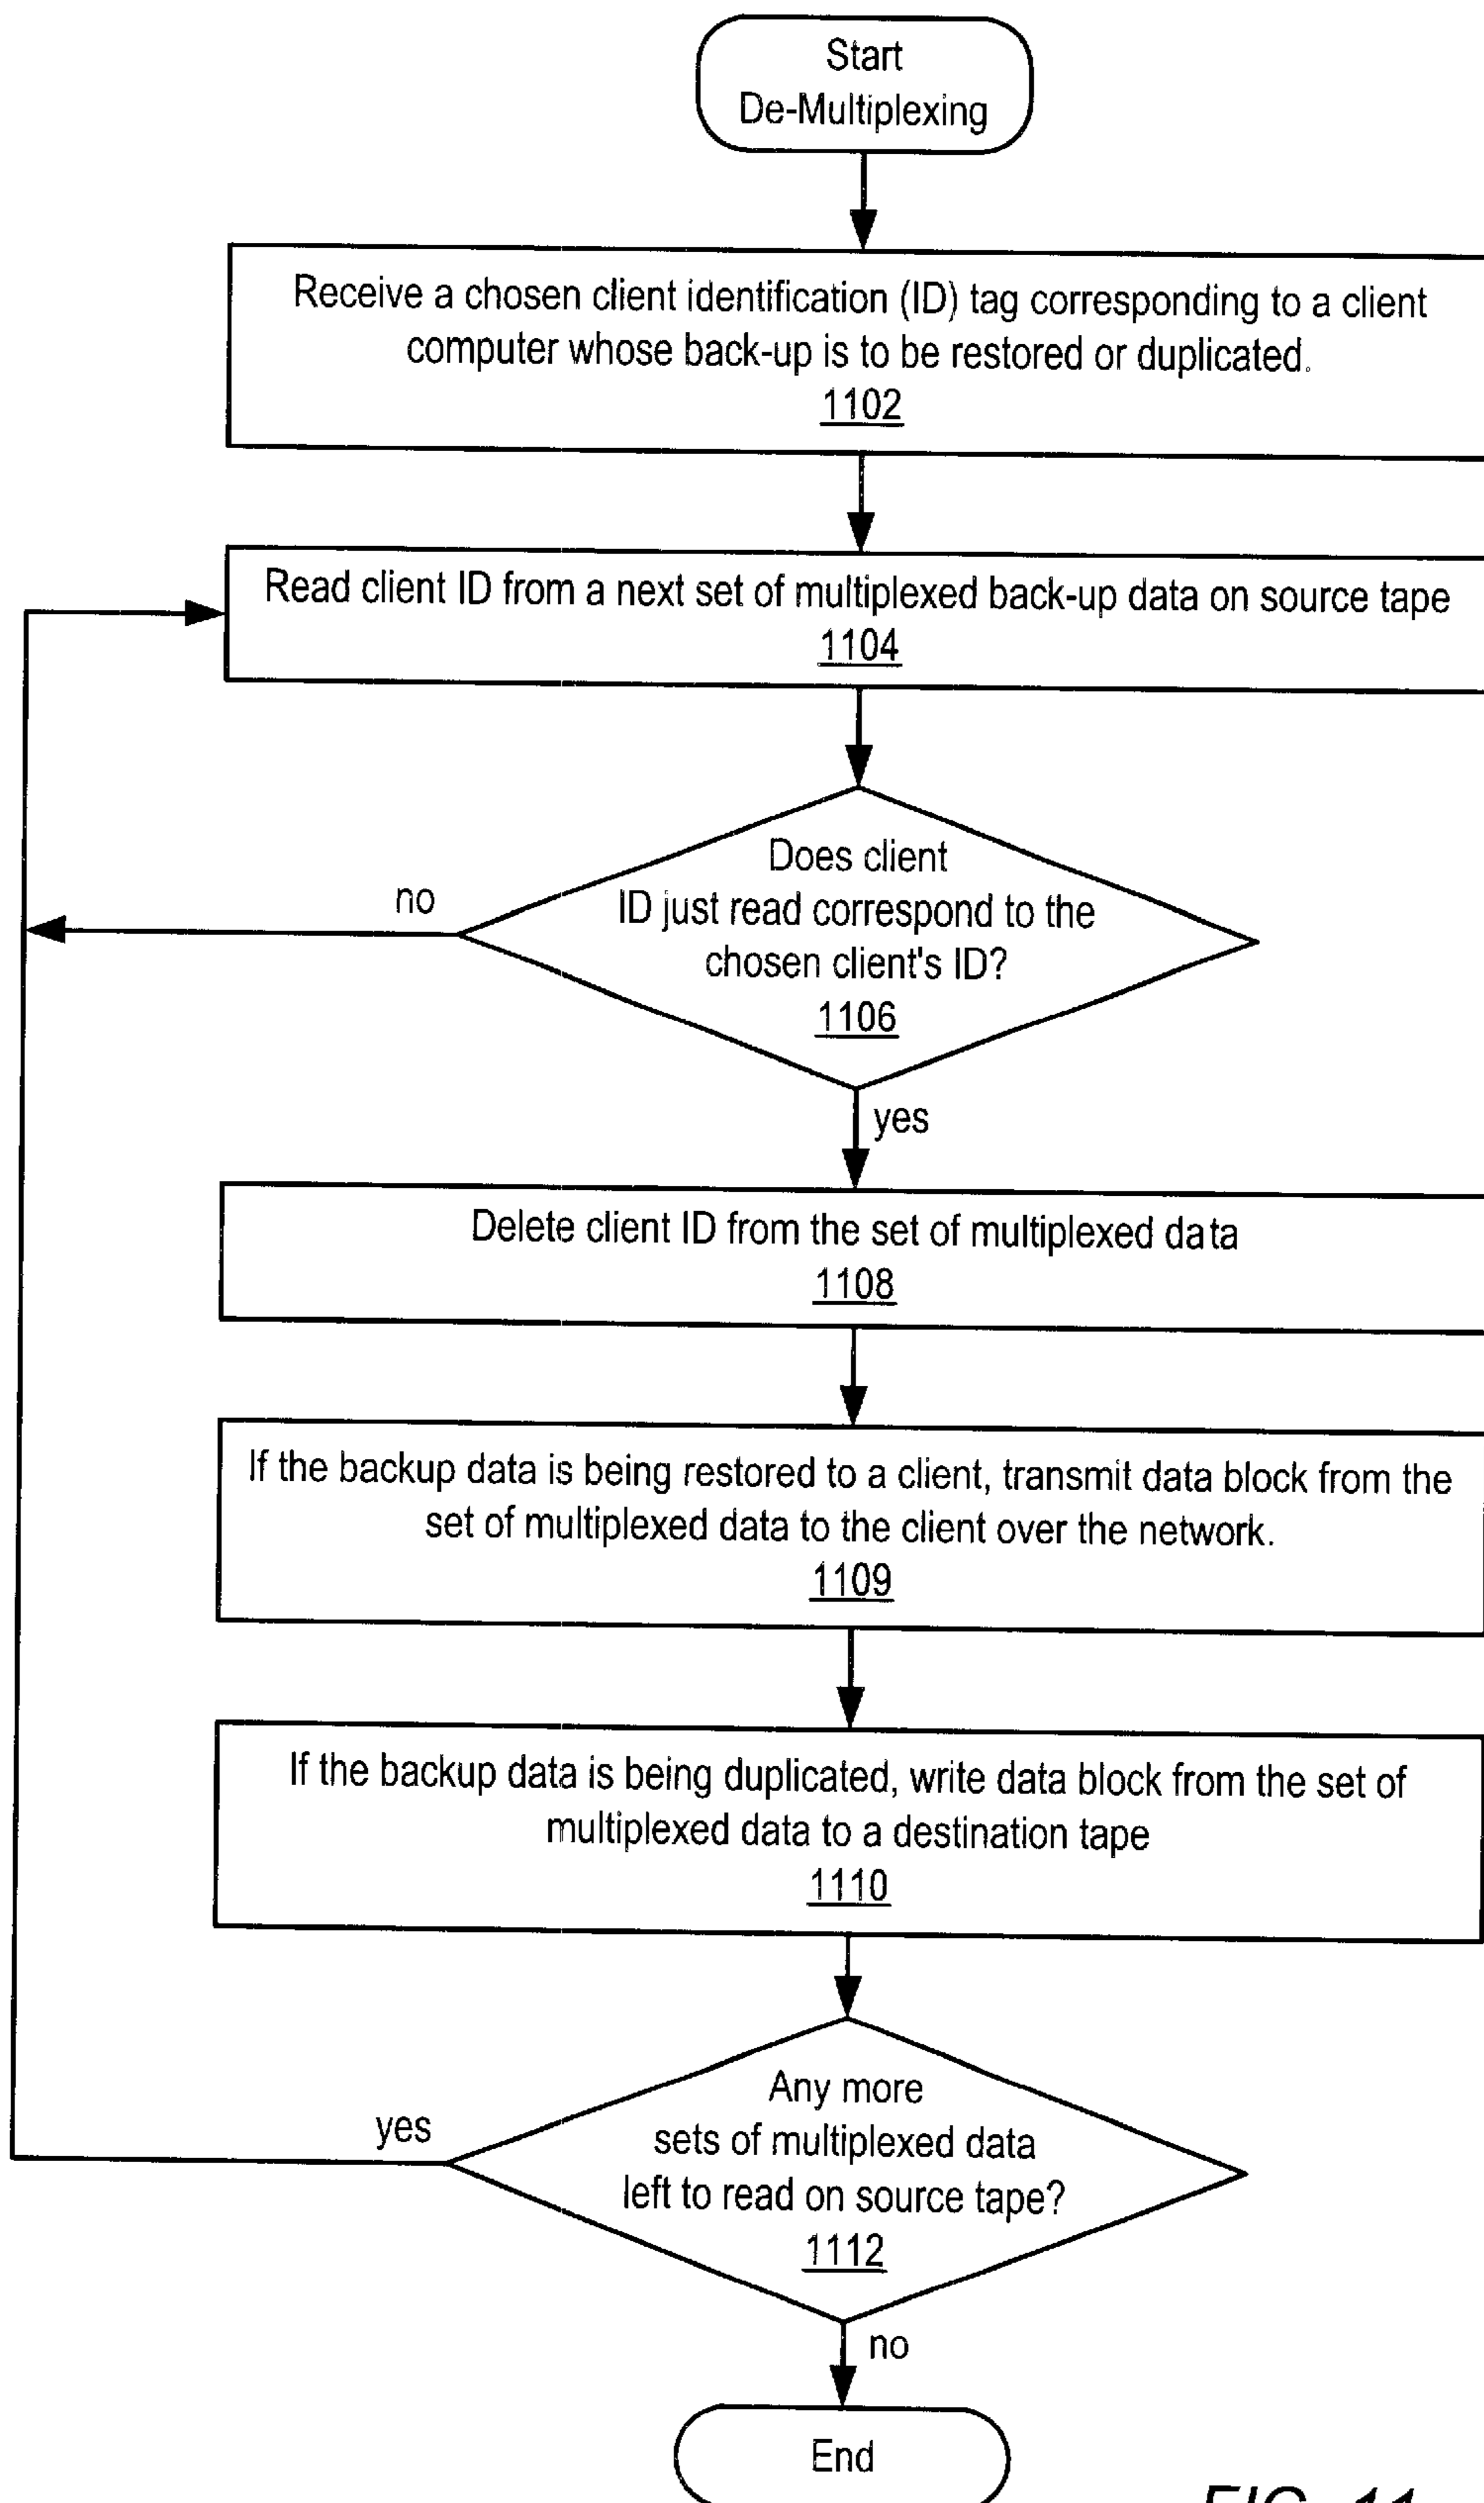 Start
De-Multiplexing
Receive a chosen client identification (ID) tag corresponding to a client
computer whose back-up is to be restored or duplicated.
1102
Read client ID from a next set of multiplexed back-up data on source tape
1104
Does client
ID just read correspond to the
chosen client's ID?
1106
no
yes
Delete client ID from the set of multiplexed data
1108
If the backup data is being restored to a client, transmit data block from the
set of multiplexed data to the client over the network.
1109
If the backup data is being duplicated, write data block from the set of
multiplexed data to a destination tape
1110
Any more
sets of multiplexed data
left to read on source tape?
1112
yes
no
End
FIG. 11